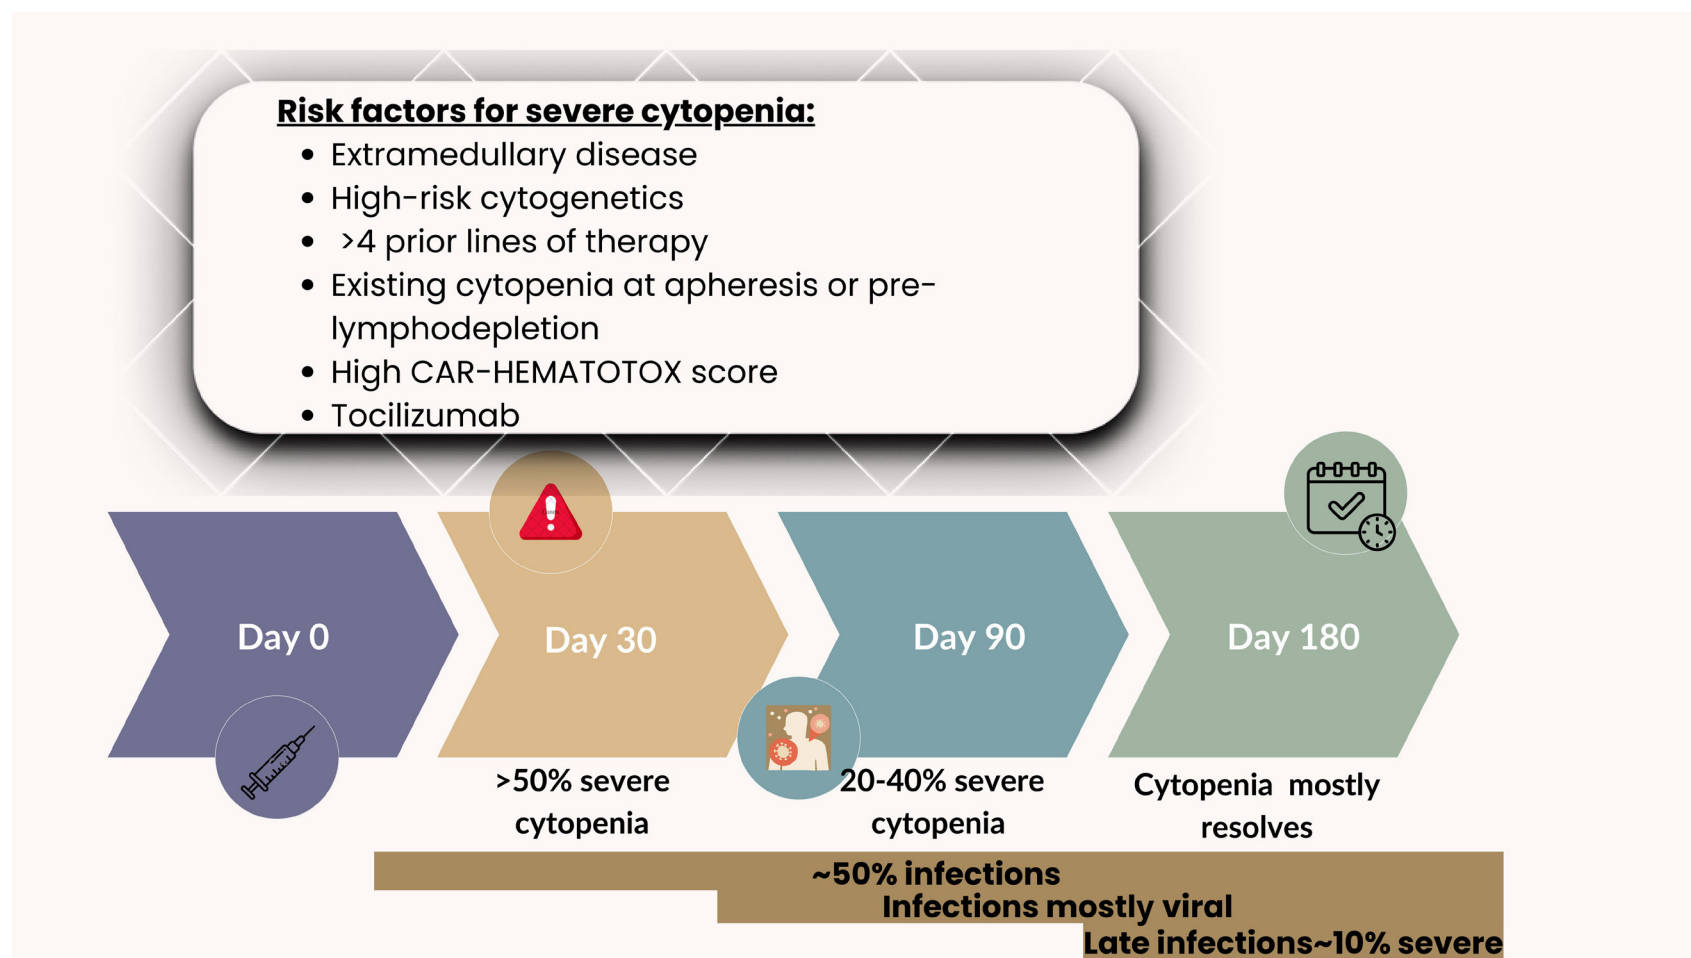 Risk factors for severe cytopenia:
• Extramedullary disease
• High-risk cytogenetics
• >4 prior lines of therapy
• Existing cytopenia at apheresis or pre-
lymphodepletion
• High CAR-HEMATOTOX score
• Tocilizumab
Day 0
Day 30
Day 90
Day 180
>50% severe
cytopenia
20-40% severe
cytopenia
Cytopenia mostly
resolves
~50% infections
Infections mostly viral
Late infections~10% severe